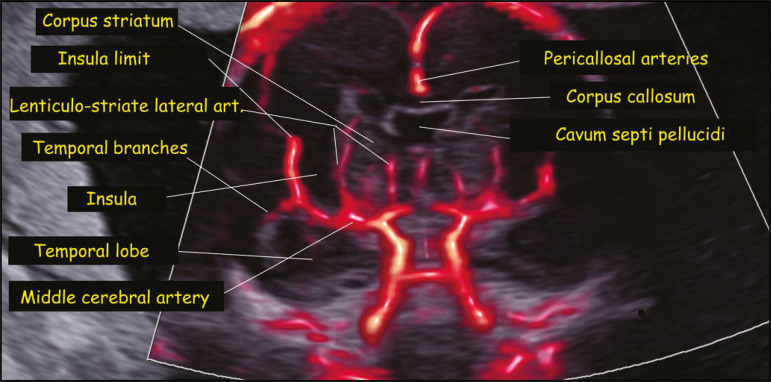 Corpus striatum
Insula limit
Lenticulo-striate lateral art.
Temporal branches
Insula
Temporal lobe
Middle cerebral artery
Pericallosal arteries
Corpus callosum
Cavum septi pellucidi